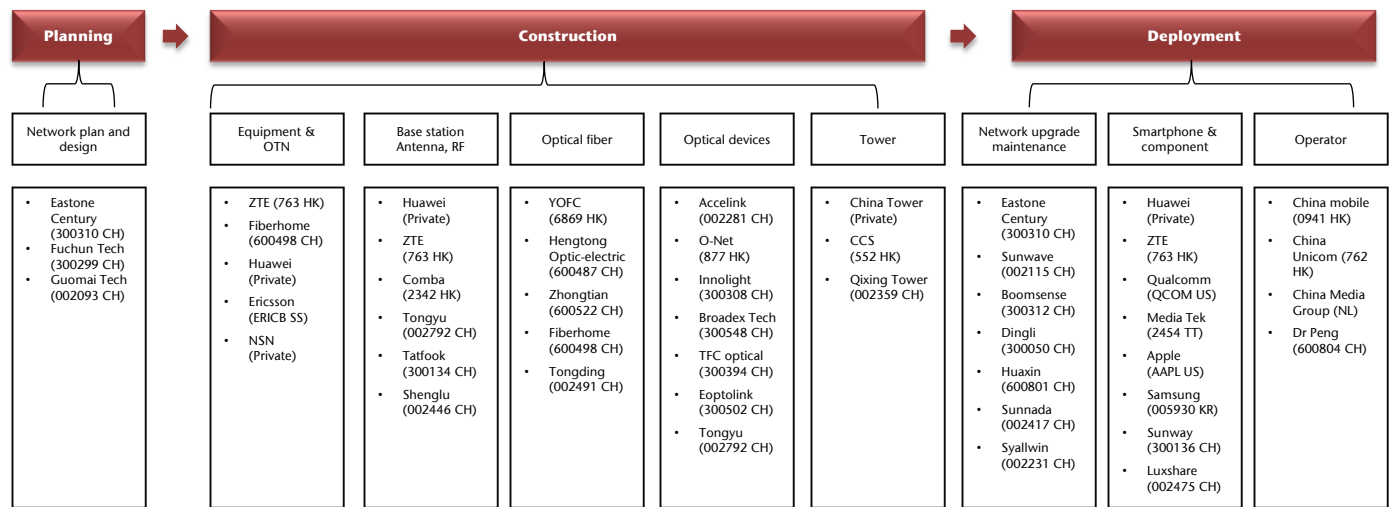 Planning
Construction
Deployment
Network plan and
design
Equipment &
OTN
Base station
Antenna, RF
Optical fiber
Optical devices
Tower
Network upgrade
maintenance
Smartphone &
component
Operator
• Eastone
Century
(300310 CH)
• Fuchun Tech
(300299 CH)
• Guomai Tech
(002093 CH)
• ZTE (763 HK)
• Fiberhome
(600498 CH)
• Huawei
(Private)
• Ericsson
(ERICB SS)
• NSN
(Private)
• Huawei
(Private)
• ZTE
(763 HK)
• Comba
(2342 HK)
• Tongyu
(002792 CH)
• Tatfook
(300134 CH)
• Shenglu
(002446 CH)
• YOFC
(6869 HK)
• Hengtong
Optic-electric
(600487 CH)
• Zhongtian
(600522 CH)
• Fiberhome
(600498 CH)
• Tongding
(002491 CH)
• Accelink
(002281 CH)
• O-Net
(877 HK)
• Innolight
(300308 CH)
• Broadex Tech
(300548 CH)
• TFC optical
(300394 CH)
• Eoptolink
(300502 CH)
• Tongyu
(002792 CH)
• China Tower
(Private)
• CCS
(552 HK)
• Qixing Tower
(002359 CH)
• Eastone
Century
(300310 CH)
• Sunwave
(002115 CH)
• Boomsense
(300312 CH)
• Dingli
(300050 CH)
• Huaxin
(600801 CH)
• Sunnada
(002417 CH)
• Syallwin
(002231 CH)
• Huawei
(Private)
• ZTE
(763 HK)
• Qualcomm
(QCOM US)
• Media Tek
(2454 TT)
• Apple
(AAPL US)
• Samsung
(005930 KR)
• Sunway
(300136 CH)
• Luxshare
(002475 CH)
• China mobile
(0941 HK)
• China
Unicom (762
HK)
• China Media
Group (NL)
• Dr Peng
(600804 CH)